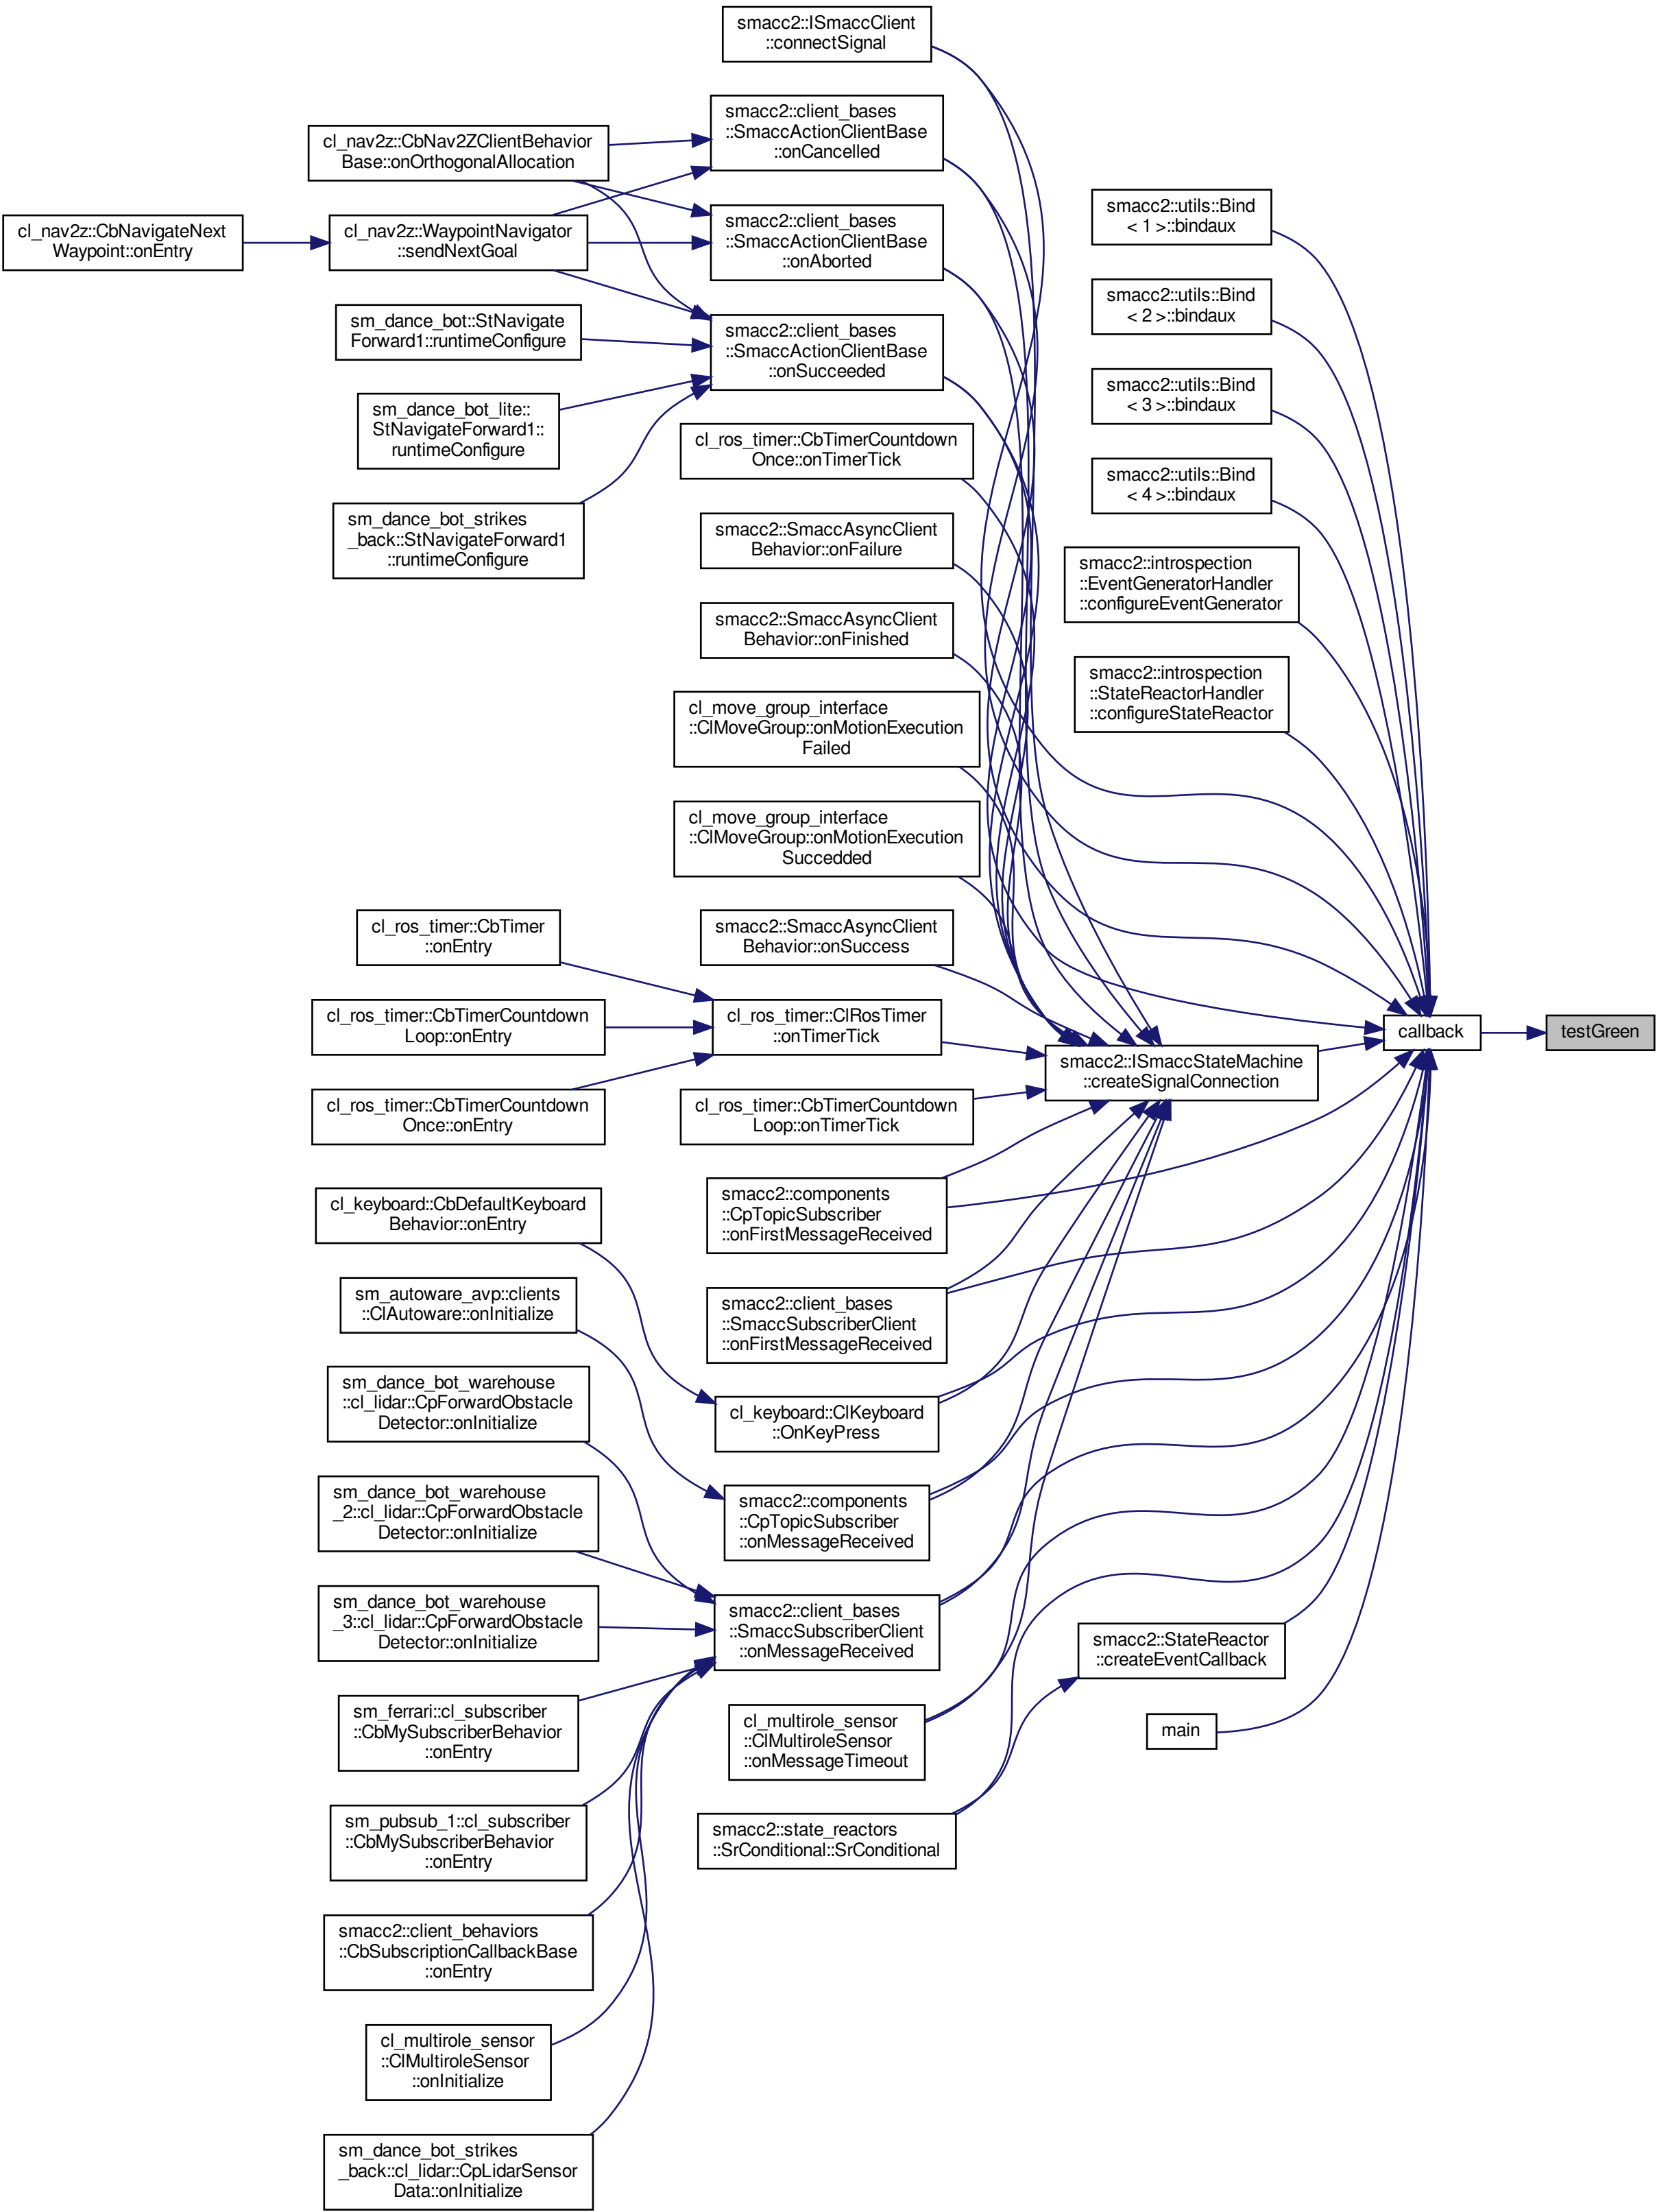 smacc2::ISmaccClient
::connectSignal
smacc2::client_bases
::SmaccActionClientBase
::onCancelled
cl_nav2z::CbNav2ZClientBehavior
Base::onOrthogonalAllocation
smacc2::utils::Bind
< 1 >::bindaux
cl_nav2z::CbNavigateNext
Waypoint::onEntry
cl_nav2z::WaypointNavigator
::sendNextGoal
smacc2::client_bases
::SmaccActionClientBase
::onAborted
smacc2::utils::Bind
< 2 >::bindaux
sm_dance_bot::StNavigate
Forward1::runtimeConfigure
smacc2::client_bases
::SmaccActionClientBase
::onSucceeded
smacc2::utils::Bind
< 3 >::bindaux
sm_dance_bot_lite::
StNavigateForward1::
runtimeConfigure
cl_ros_timer::CbTimerCountdown
Once::onTimerTick
smacc2::utils::Bind
< 4 >::bindaux
sm_dance_bot_strikes
_back::StNavigateForward1
::runtimeConfigure
smacc2::SmaccAsyncClient
Behavior::onFailure
smacc2::introspection
::EventGeneratorHandler
::configureEventGenerator
smacc2::SmaccAsyncClient
Behavior::onFinished
smacc2::introspection
::StateReactorHandler
::configureStateReactor
cl_move_group_interface
::ClMoveGroup::onMotionExecution
Failed
cl_move_group_interface
::ClMoveGroup::onMotionExecution
Succedded
cl_ros_timer::CbTimer
::onEntry
smacc2::SmaccAsyncClient
Behavior::onSuccess
cl_ros_timer::CbTimerCountdown
Loop::onEntry
cl_ros_timer::ClRosTimer
::onTimerTick
callback
testGreen
smacc2::ISmaccStateMachine
::createSignalConnection
cl_ros_timer::CbTimerCountdown
Once::onEntry
cl_ros_timer::CbTimerCountdown
Loop::onTimerTick
cl_keyboard::CbDefaultKeyboard
Behavior::onEntry
smacc2::components
::CpTopicSubscriber
::onFirstMessageReceived
sm_autoware_avp::clients
::ClAutoware::onInitialize
smacc2::client_bases
::SmaccSubscriberClient
::onFirstMessageReceived
sm_dance_bot_warehouse
::cl_lidar::CpForwardObstacle
Detector::onInitialize
cl_keyboard::ClKeyboard
::OnKeyPress
sm_dance_bot_warehouse
_2::cl_lidar::CpForwardObstacle
Detector::onInitialize
smacc2::components
::CpTopicSubscriber
::onMessageReceived
sm_dance_bot_warehouse
_3::cl_lidar::CpForwardObstacle
Detector::onInitialize
smacc2::client_bases
::SmaccSubscriberClient
::onMessageReceived
smacc2::StateReactor
::createEventCallback
sm_ferrari::cl_subscriber
::CbMySubscriberBehavior
::onEntry
cl_multirole_sensor
::ClMultiroleSensor
::onMessageTimeout
main
sm_pubsub_1::cl_subscriber
::CbMySubscriberBehavior
::onEntry
smacc2::state_reactors
::SrConditional::SrConditional
smacc2::client_behaviors
::CbSubscriptionCallbackBase
::onEntry
cl_multirole_sensor
::ClMultiroleSensor
::onInitialize
sm_dance_bot_strikes
_back::cl_lidar::CpLidarSensor
Data::onInitialize